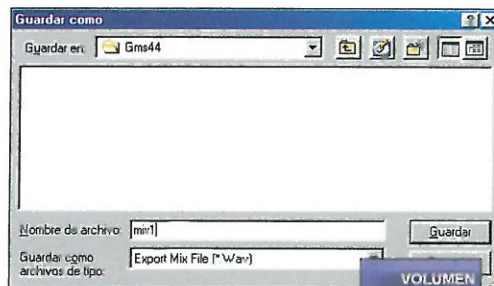 Guardar como
Guardar en: Gms44
Nombre de archivo: mix1
Guardar
Guardar como
archivos de tipo: Export Mix File (*.Wav)
VOLUMEN